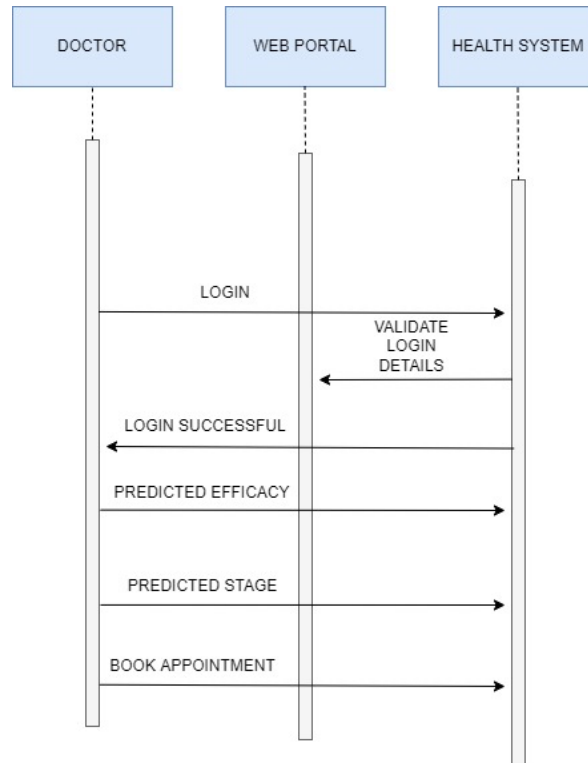 DOCTOR
WEB PORTAL
HEALTH SYSTEM
LOGIN
VALIDATE
LOGIN
DETAILS
LOGIN SUCCESSFUL
PREDICTED EFFICACY
PREDICTED STAGE
BOOK APPOINTMENT